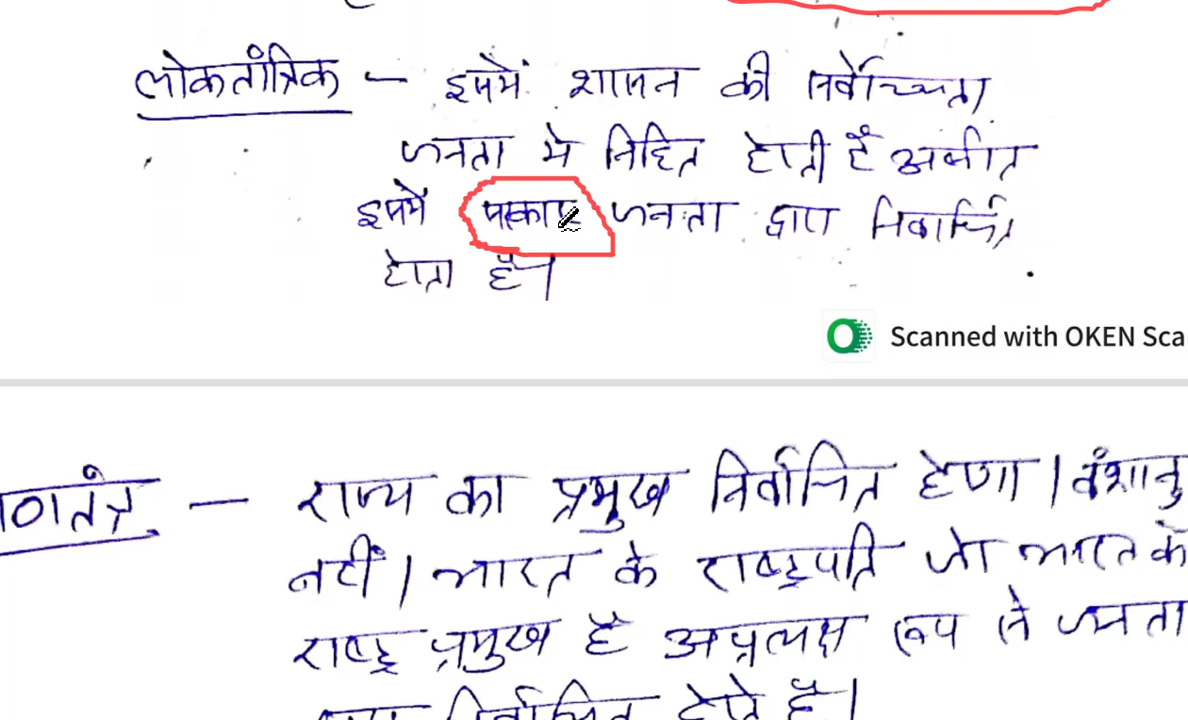 लोकतांत्रिक – इसमें शासन की सर्वोच्चता
जनता मे निहित होती है अर्थात
इसमें सरकार जनता द्वारा निर्वाचित
होता है।
Scanned with OKEN Sca
णतंत्र – राज्य का प्रमुख निर्वाचित होगा। वंशानु
नहीं। भारत के राष्ट्रपति जो भारत के
राष्ट्र प्रमुख है अप्रत्यक्ष रूप से जनता
निर्वाचित होते है।